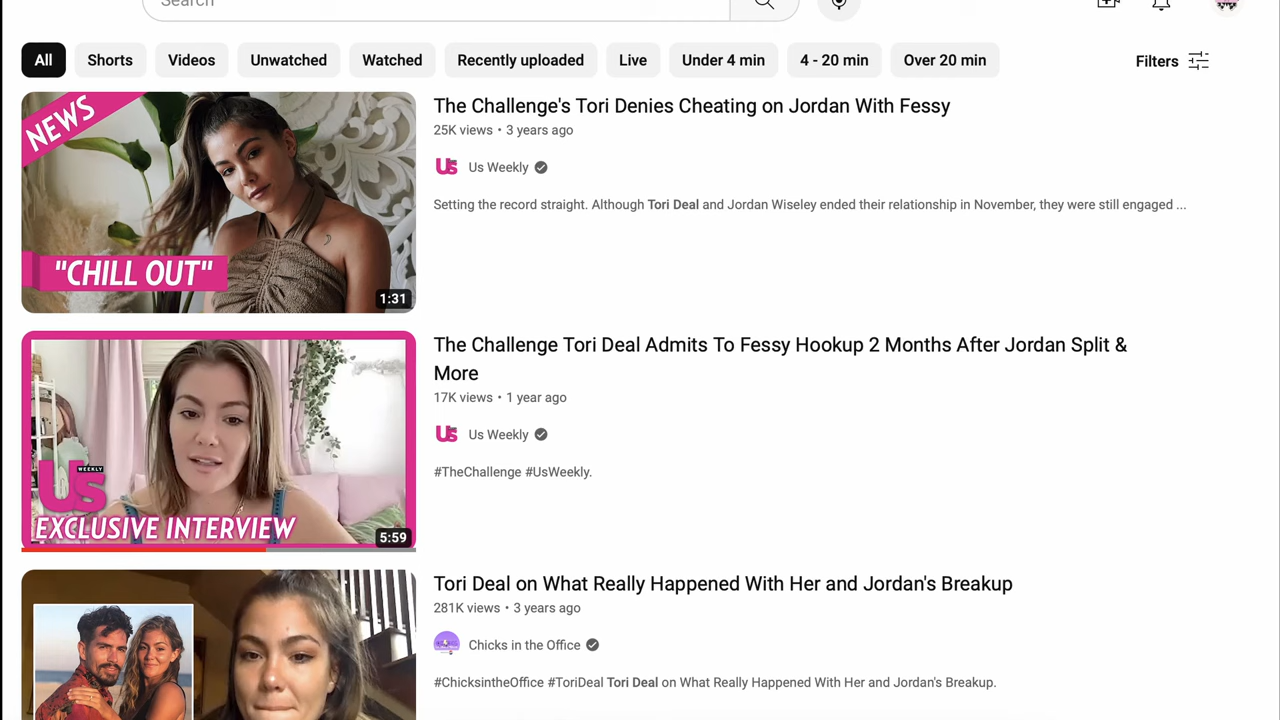 Search
All Shorts Videos Unwatched Watched Recently uploaded Live Under 4 min 4 - 20 min Over 20 min Filters
NEWS
"CHILL OUT"
1:31
The Challenge's Tori Denies Cheating on Jordan With Fessy
25K views • 3 years ago
Us Us Weekly
Setting the record straight. Although Tori Deal and Jordan Wiseley ended their relationship in November, they were still engaged ...
Us WEEKLY
EXCLUSIVE INTERVIEW
5:59
The Challenge Tori Deal Admits To Fessy Hookup 2 Months After Jordan Split &
More
17K views • 1 year ago
Us Us Weekly
#TheChallenge #UsWeekly.
Tori Deal on What Really Happened With Her and Jordan's Breakup
281K views • 3 years ago
Chicks in the Office
#ChicksintheOffice #ToriDeal Tori Deal on What Really Happened With Her and Jordan's Breakup.